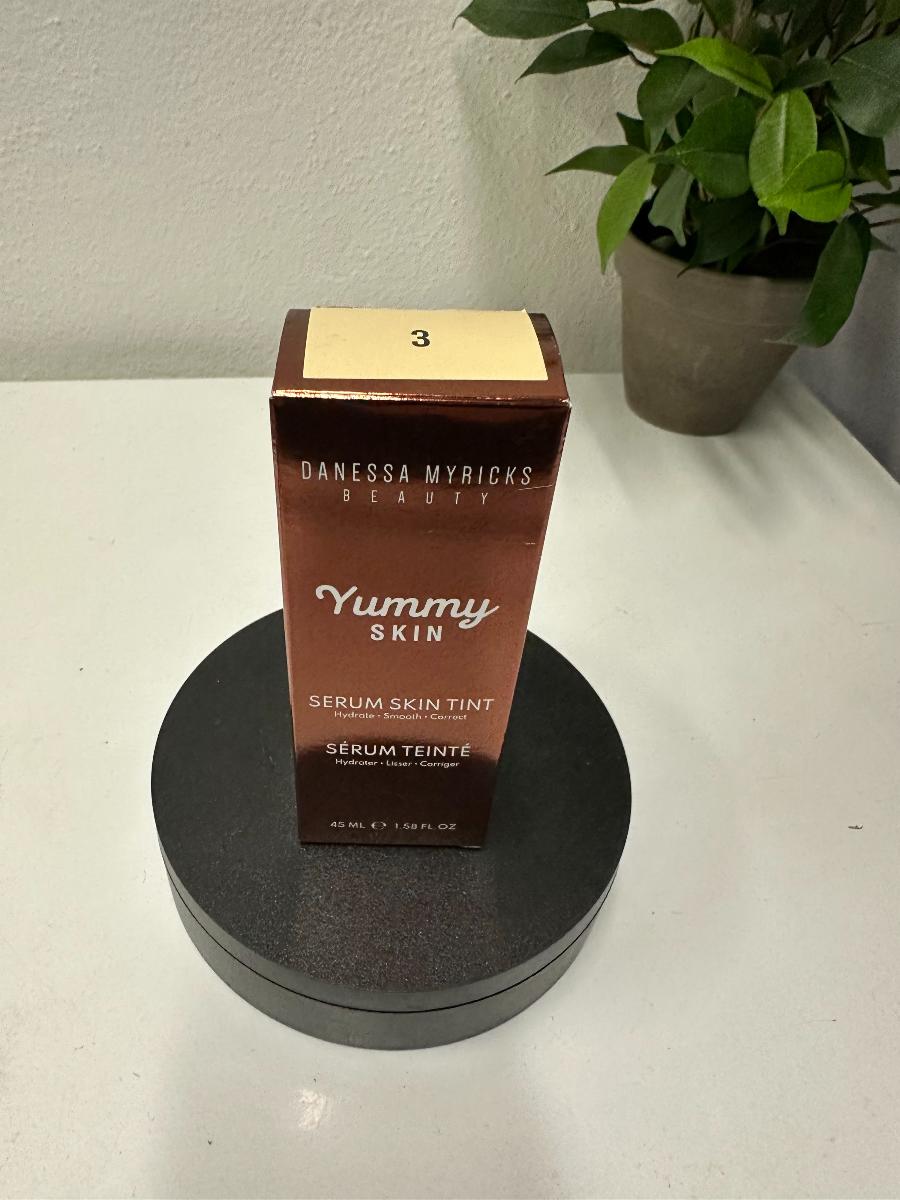 3
DANESSA MYRICKS
BEAUTY
Yummy
SKIN
SERUM SKIN TINT
Hydrate • Smooth • Correct
SÉRUM TEINTÉ
Hydrater • Lisser • Corriger
45 ML ℮ 1.58 FL.OZ